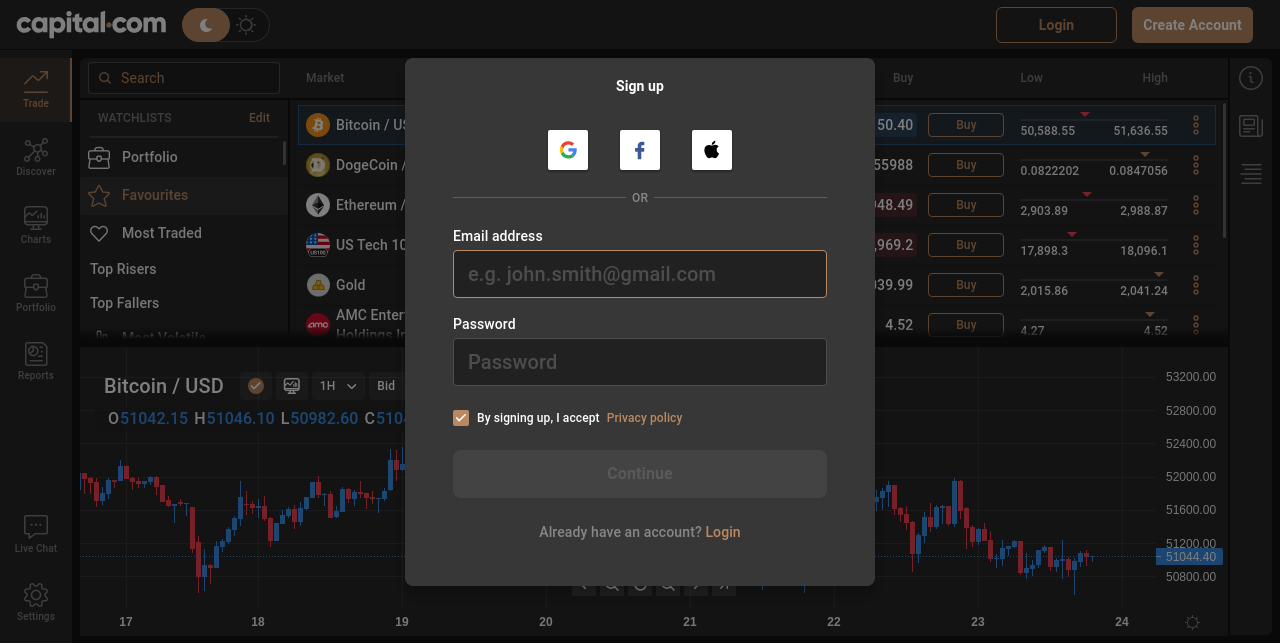 capital.com
Login
Create Account
Search
Market
Buy
Low
High
Trade
Discover
Charts
Portfolio
Reports
Live Chat
Settings
WATCHLISTS
Edit
Portfolio
Favourites
Most Traded
Top Risers
Top Fallers
Most Volatile
Bitcoin / US
50.40
Buy
50,588.55
51,636.55
DogeCoin /
55988
Buy
0.0822202
0.0847056
Ethereum /
948.49
Buy
2,903.89
2,988.87
US100
US Tech 10
,969.2
Buy
17,898.3
18,096.1
Gold
039.99
Buy
2,015.86
2,041.24
amc
AMC Enter
Holdings In
4.52
Buy
4.27
4.52
Sign up
OR
Email address
e.g. john.smith@gmail.com
Password
Password
By signing up, I accept Privacy policy
Continue
Already have an account? Login
Bitcoin / USD
1H
Bid
O51042.15 H51046.10 L50982.60 C5104
53200.00
52800.00
52400.00
52000.00
51600.00
51200.00
51044.40
50800.00
17
18
19
20
21
22
23
24